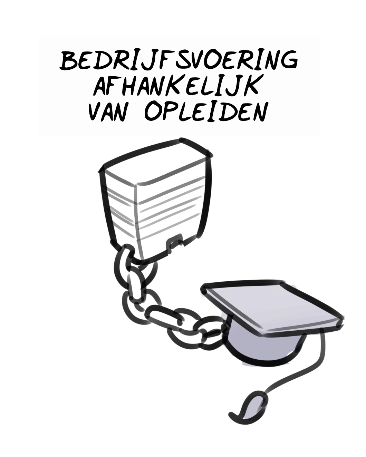 BEDRIJFSVOERING
AFHANKELIJK
VAN OPLEIDEN